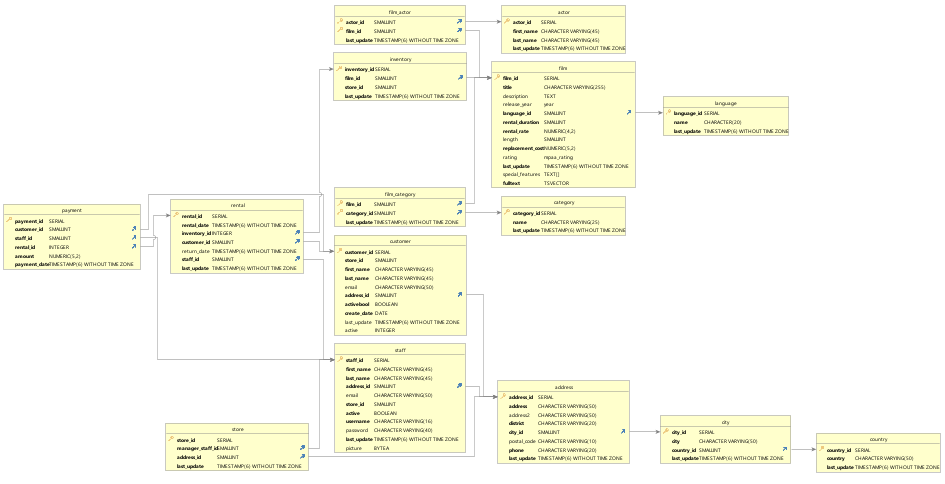 film_actor
actor_id SMALLINT
film_id SMALLINT
last_update TIMESTAMP(6) WITHOUT TIME ZONE
actor
actor_id SERIAL
first_name CHARACTER VARYING(45)
last_name CHARACTER VARYING(45)
last_update TIMESTAMP(6) WITHOUT TIME ZONE
inventory
inventory_id SERIAL
film_id SMALLINT
store_id SMALLINT
last_update TIMESTAMP(6) WITHOUT TIME ZONE
film
film_id SERIAL
title CHARACTER VARYING(255)
description TEXT
release_year year
language_id SMALLINT
rental_duration SMALLINT
rental_rate NUMERIC(4,2)
length SMALLINT
replacement_cost NUMERIC(5,2)
rating mpaa_rating
last_update TIMESTAMP(6) WITHOUT TIME ZONE
special_features TEXT[]
fulltext TSVECTOR
language
language_id SERIAL
name CHARACTER(20)
last_update TIMESTAMP(6) WITHOUT TIME ZONE
film_category
film_id SMALLINT
category_id SMALLINT
last_update TIMESTAMP(6) WITHOUT TIME ZONE
category
category_id SERIAL
name CHARACTER VARYING(25)
last_update TIMESTAMP(6) WITHOUT TIME ZONE
payment
payment_id SERIAL
customer_id SMALLINT
staff_id SMALLINT
rental_id INTEGER
amount NUMERIC(5,2)
payment_date TIMESTAMP(6) WITHOUT TIME ZONE
rental
rental_id SERIAL
rental_date TIMESTAMP(6) WITHOUT TIME ZONE
inventory_id INTEGER
customer_id SMALLINT
return_date TIMESTAMP(6) WITHOUT TIME ZONE
staff_id SMALLINT
last_update TIMESTAMP(6) WITHOUT TIME ZONE
customer
customer_id SERIAL
store_id SMALLINT
first_name CHARACTER VARYING(45)
last_name CHARACTER VARYING(45)
email CHARACTER VARYING(50)
address_id SMALLINT
activebool BOOLEAN
create_date DATE
last_update TIMESTAMP(6) WITHOUT TIME ZONE
active INTEGER
staff
staff_id SERIAL
first_name CHARACTER VARYING(45)
last_name CHARACTER VARYING(45)
address_id SMALLINT
email CHARACTER VARYING(50)
store_id SMALLINT
active BOOLEAN
username CHARACTER VARYING(16)
password CHARACTER VARYING(40)
last_update TIMESTAMP(6) WITHOUT TIME ZONE
picture BYTEA
store
store_id SERIAL
manager_staff_id SMALLINT
address_id SMALLINT
last_update TIMESTAMP(6) WITHOUT TIME ZONE
address
address_id SERIAL
address CHARACTER VARYING(50)
address2 CHARACTER VARYING(50)
district CHARACTER VARYING(20)
city_id SMALLINT
postal_code CHARACTER VARYING(10)
phone CHARACTER VARYING(20)
last_update TIMESTAMP(6) WITHOUT TIME ZONE
city
city_id SERIAL
city CHARACTER VARYING(50)
country_id SMALLINT
last_update TIMESTAMP(6) WITHOUT TIME ZONE
country
country_id SERIAL
country CHARACTER VARYING(50)
last_update TIMESTAMP(6) WITHOUT TIME ZONE